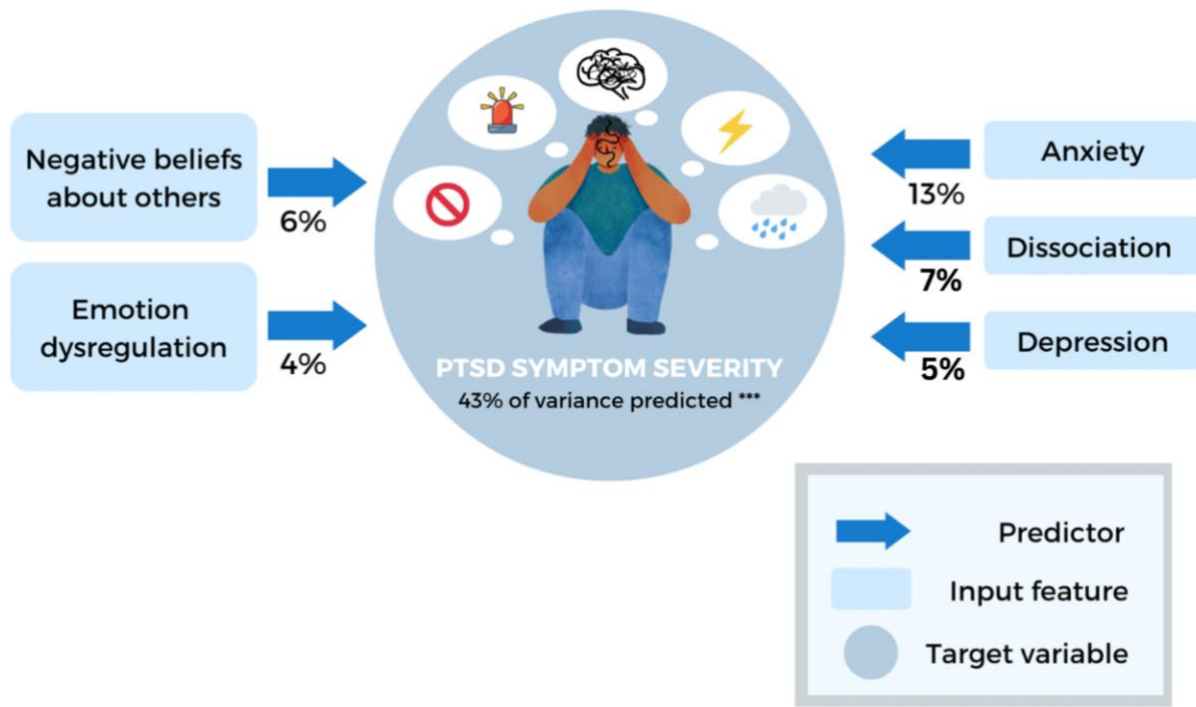 Negative beliefs
about others
6%
Emotion
dysregulation
4%
PTSD SYMPTOM SEVERITY
43% of variance predicted ***
Anxiety
13%
Dissociation
7%
Depression
5%
Predictor
Input feature
Target variable